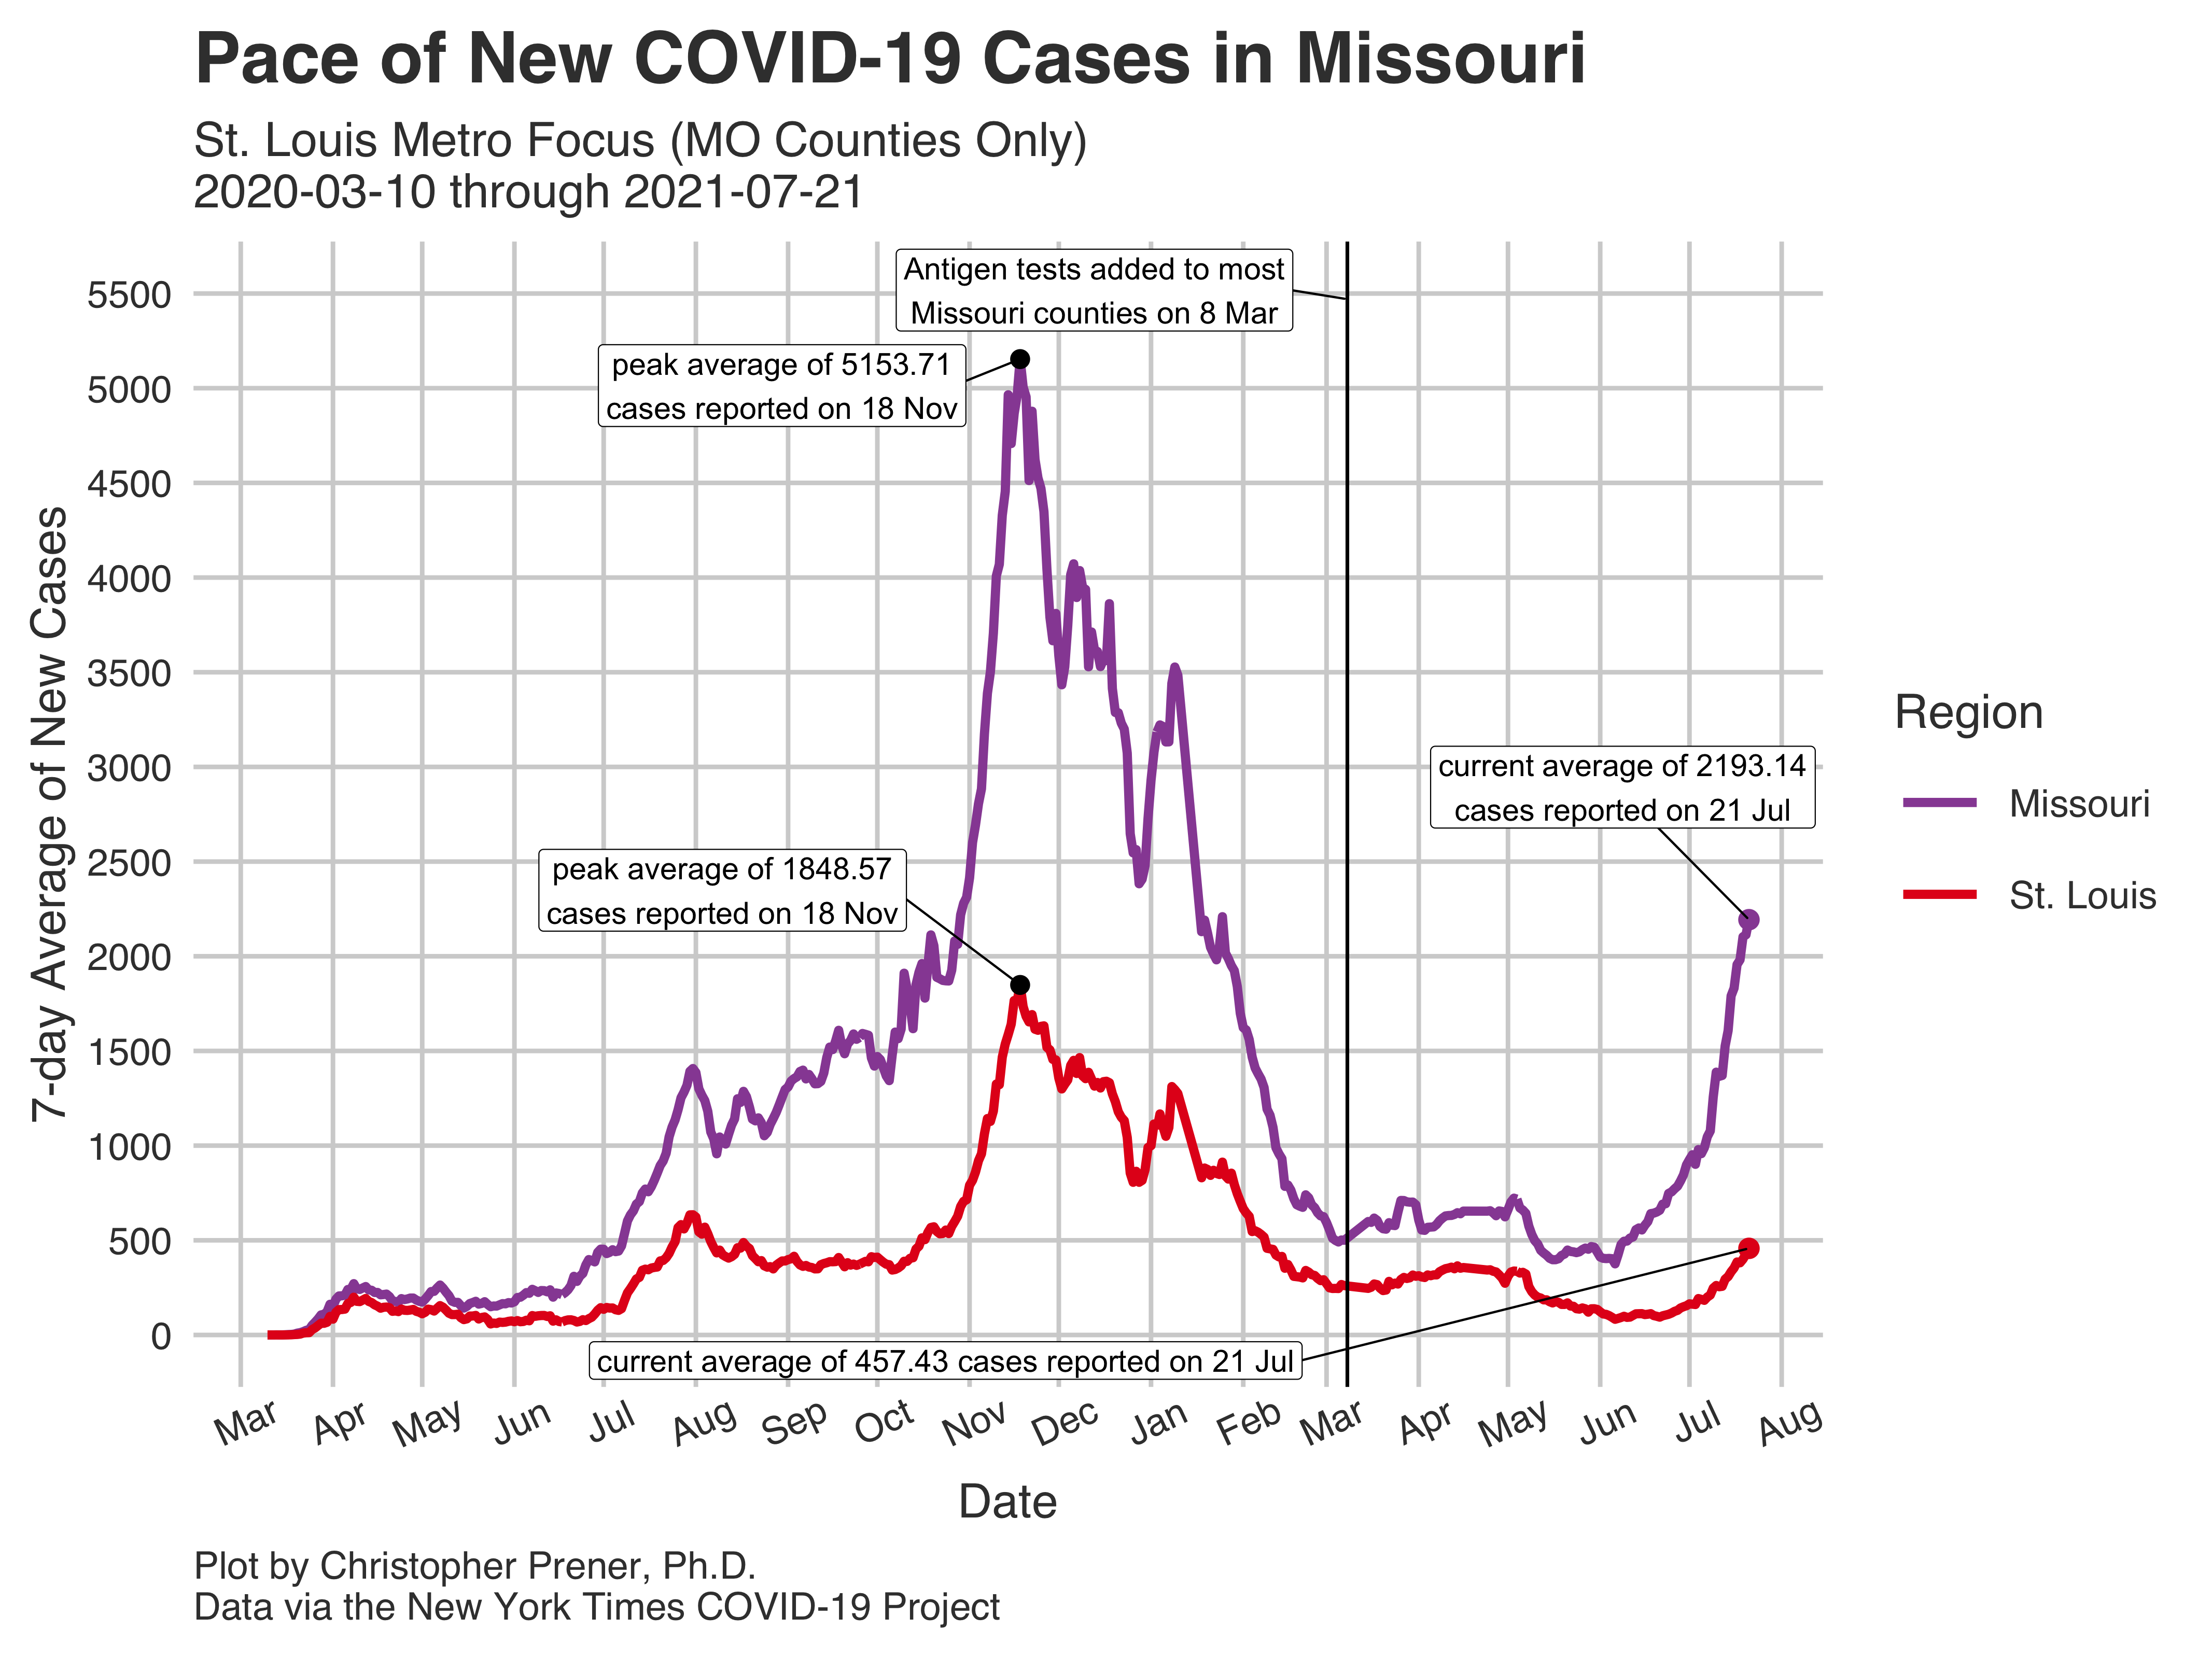 Pace of New COVID-19 Cases in Missouri
St. Louis Metro Focus (MO Counties Only)
2020-03-10 through 2021-07-21
7-day Average of New Cases
5500
5000
4500
4000
3500
3000
2500
2000
1500
1000
500
0
Antigen tests added to most
Missouri counties on 8 Mar
peak average of 5153.71
cases reported on 18 Nov
peak average of 1848.57
cases reported on 18 Nov
current average of 2193.14
cases reported on 21 Jul
current average of 457.43 cases reported on 21 Jul
Region
Missouri
St. Louis
Mar Apr May Jun Jul Aug Sep Oct Nov Dec Jan Feb Mar Apr May Jun Jul Aug
Date
Plot by Christopher Prener, Ph.D.
Data via the New York Times COVID-19 Project